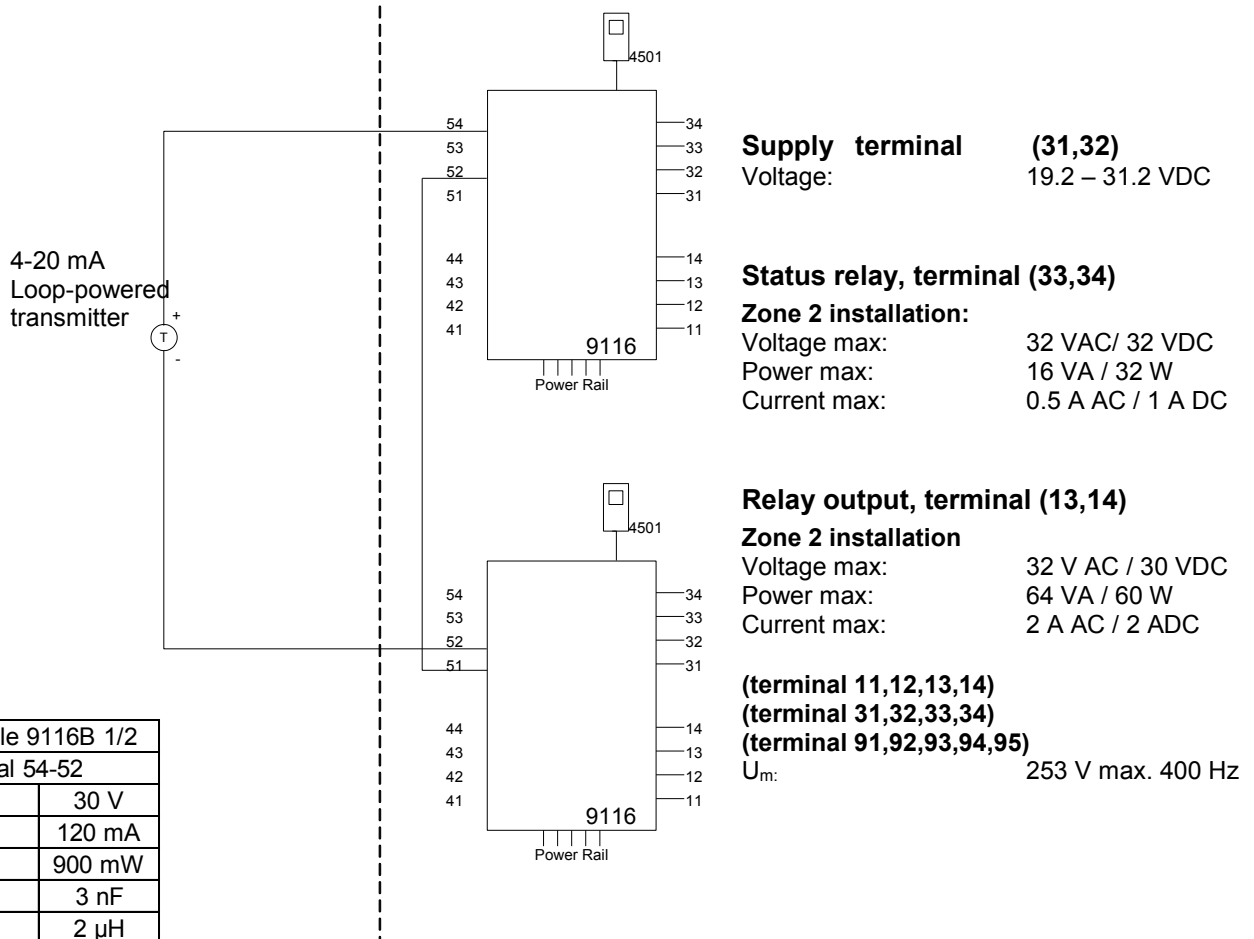 4501
54
53
52
51
44
43
42
41
34
33
32
31
14
13
12
11
9116
Power Rail
4-20 mA
Loop-powered
transmitter
+
T
-
Supply terminal (31,32)
Voltage: 19.2 – 31.2 VDC
Status relay, terminal (33,34)
Zone 2 installation:
Voltage max: 32 VAC/ 32 VDC
Power max: 16 VA / 32 W
Current max: 0.5 A AC / 1 A DC
4501
54
53
52
51
44
43
42
41
34
33
32
31
14
13
12
11
9116
Power Rail
Relay output, terminal (13,14)
Zone 2 installation
Voltage max: 32 V AC / 30 VDC
Power max: 64 VA / 60 W
Current max: 2 A AC / 2 ADC
(terminal 11,12,13,14)
(terminal 31,32,33,34)
(terminal 91,92,93,94,95)
Um: 253 V max. 400 Hz
9116B 1/2
54-52
30 V
120 mA
900 mW
3 nF
2 µH